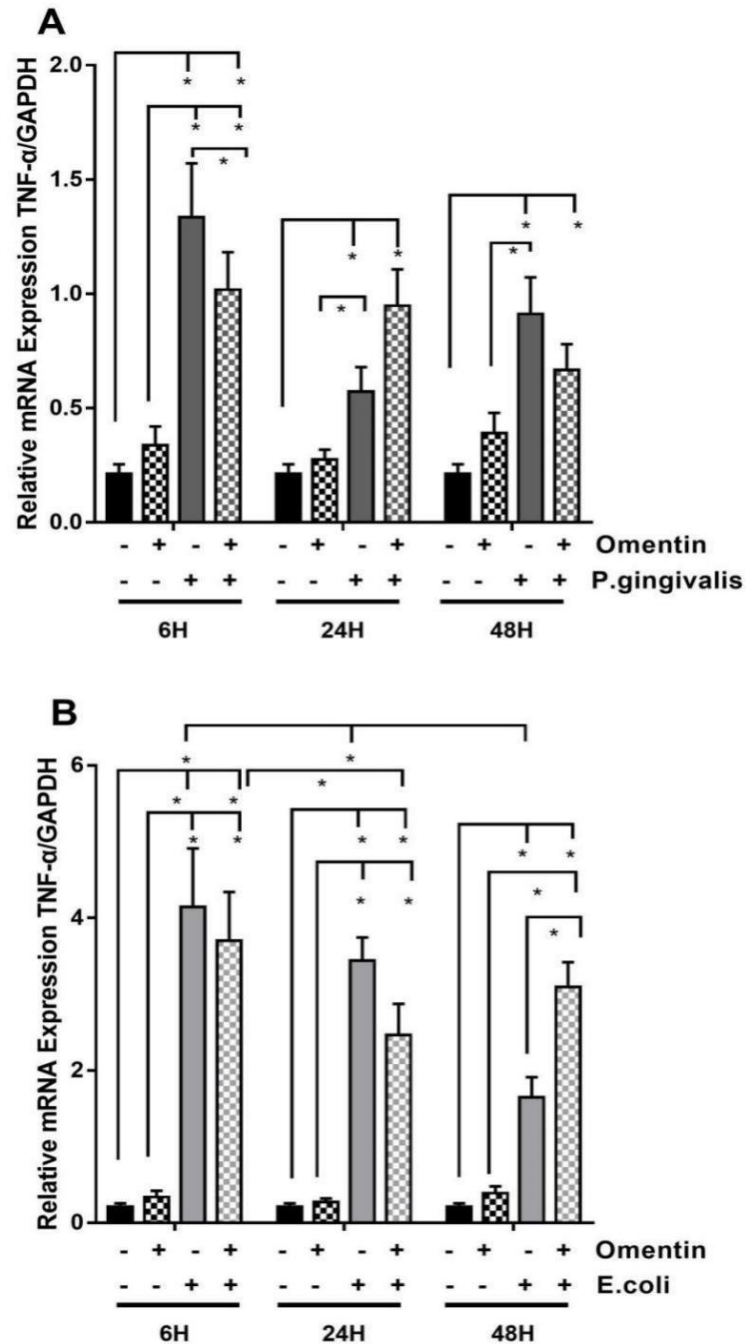 A
Relative mRNA Expression TNF-α/GAPDH
2.0
* *
* *
*
1.5
* *
* *
* *
1.0
*
0.5
0.0
- + - + - + - + - + - + Omentin
- - + + - - + + - - + + P.gingivalis
6H 24H 48H
B
Relative mRNA Expression TNF-α/GAPDH
6
* *
* * *
* * * * * *
* *
* * *
4
2
0
- + - + - + - + - + - + Omentin
- - + + - - + + - - + + E.coli
6H 24H 48H